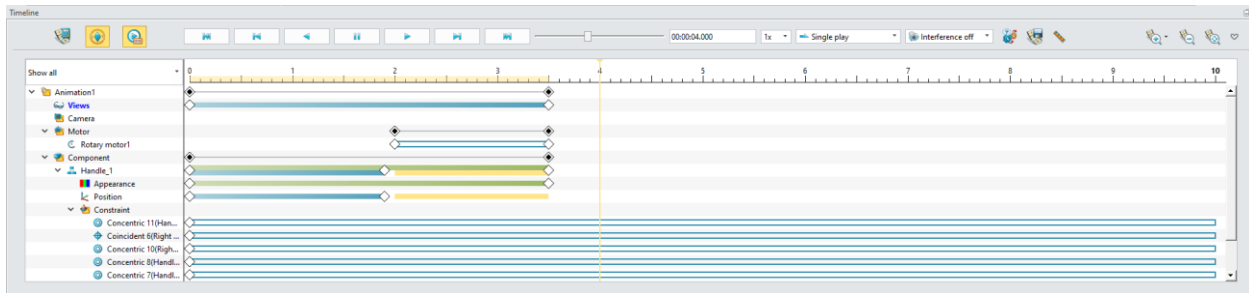 Timeline
00:00:04.000 1x Single play Interference off
Show all 0 1 2 3 4 5 6 7 8 9 10
Animation1
Views
Camera
Motor
Rotary motor1
Component
Handle_1
Appearance
Position
Constraint
Concentric 11(Han...
Coincident 6(Right ...
Concentric 10(Righ...
Concentric 8(Handl...
Concentric 7(Handl...